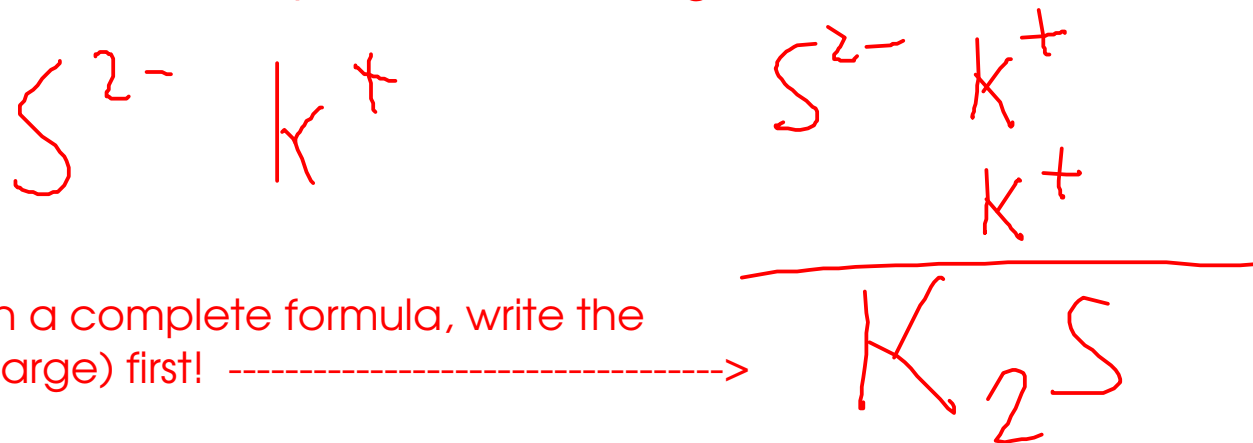 S²⁻ K⁺
S²⁻ K⁺
K⁺
n a complete formula, write the
arge) first! ----------------------------------->
K₂S